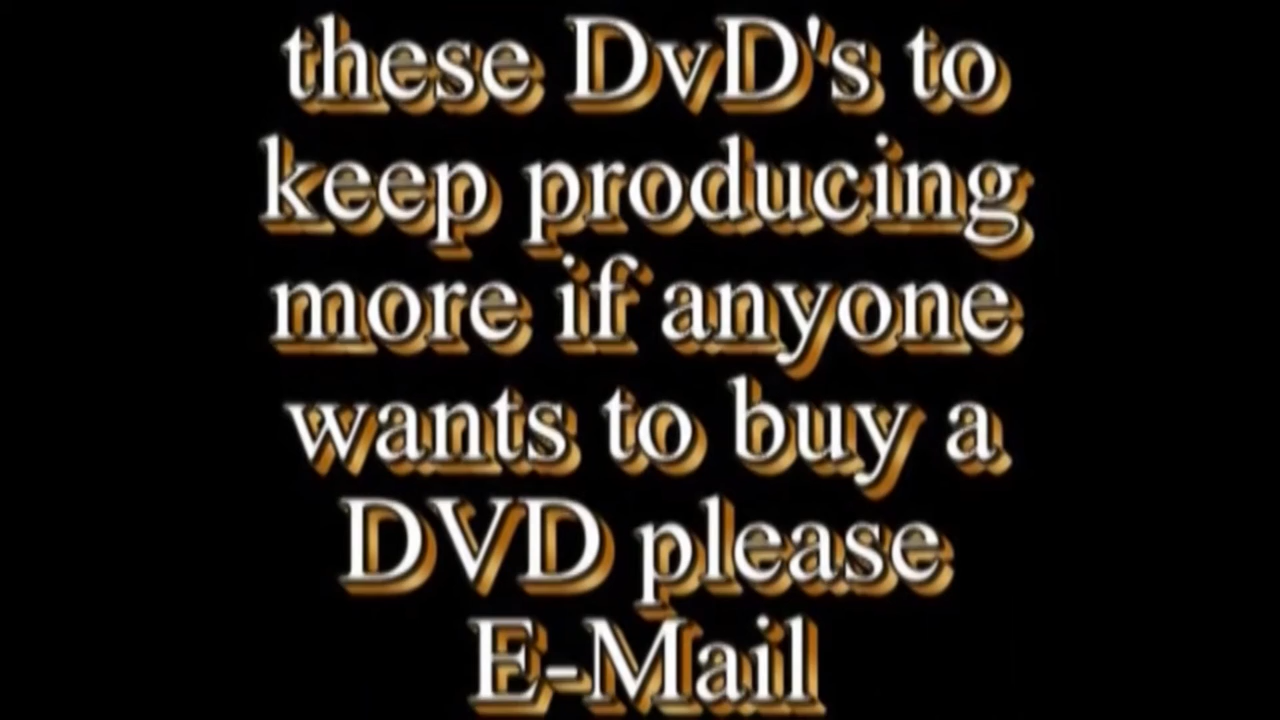 these DvD's to
keep producing
more if anyone
wants to buy a
DVD please
E-Mail